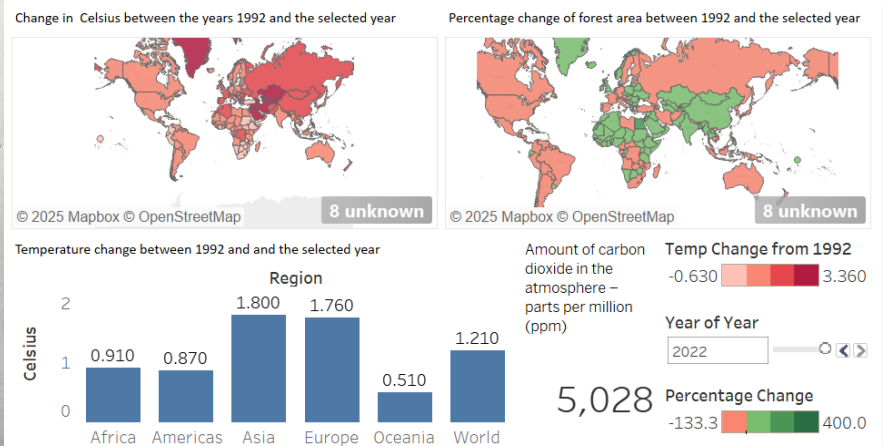 Change in  Celsius between the years 1992 and the selected year
Percentage change of forest area between 1992 and the selected year
© 2025 Mapbox © OpenStreetMap
8 unknown
© 2025 Mapbox © OpenStreetMap
8 unknown
Temperature change between 1992 and and the selected year
Region
Celsius
2
1
0
0.910
0.870
1.800
1.760
0.510
1.210
Africa
Americas
Asia
Europe
Oceania
World
Amount of carbon
dioxide in the
atmosphere –
parts per million
(ppm)
5,028
Temp Change from 1992
-0.630
3.360
Year of Year
2022
Percentage Change
-133.3
400.0